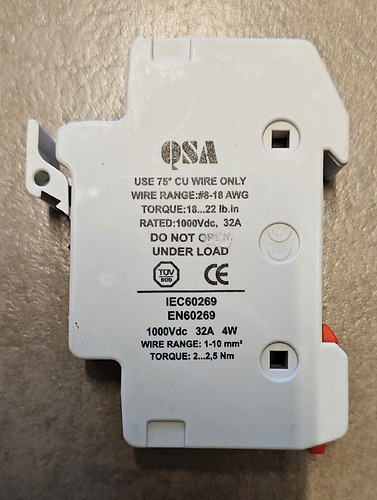 QSA
USE 75° CU WIRE ONLY
WIRE RANGE:#8-18 AWG
TORQUE:18...22 lb.in
RATED:1000Vdc, 32A
DO NOT OPEN
UNDER LOAD
TÜV
SÜD
CE
IEC60269
EN60269
1000Vdc 32A 4W
WIRE RANGE: 1-10 mm²
TORQUE: 2...2,5 Nm